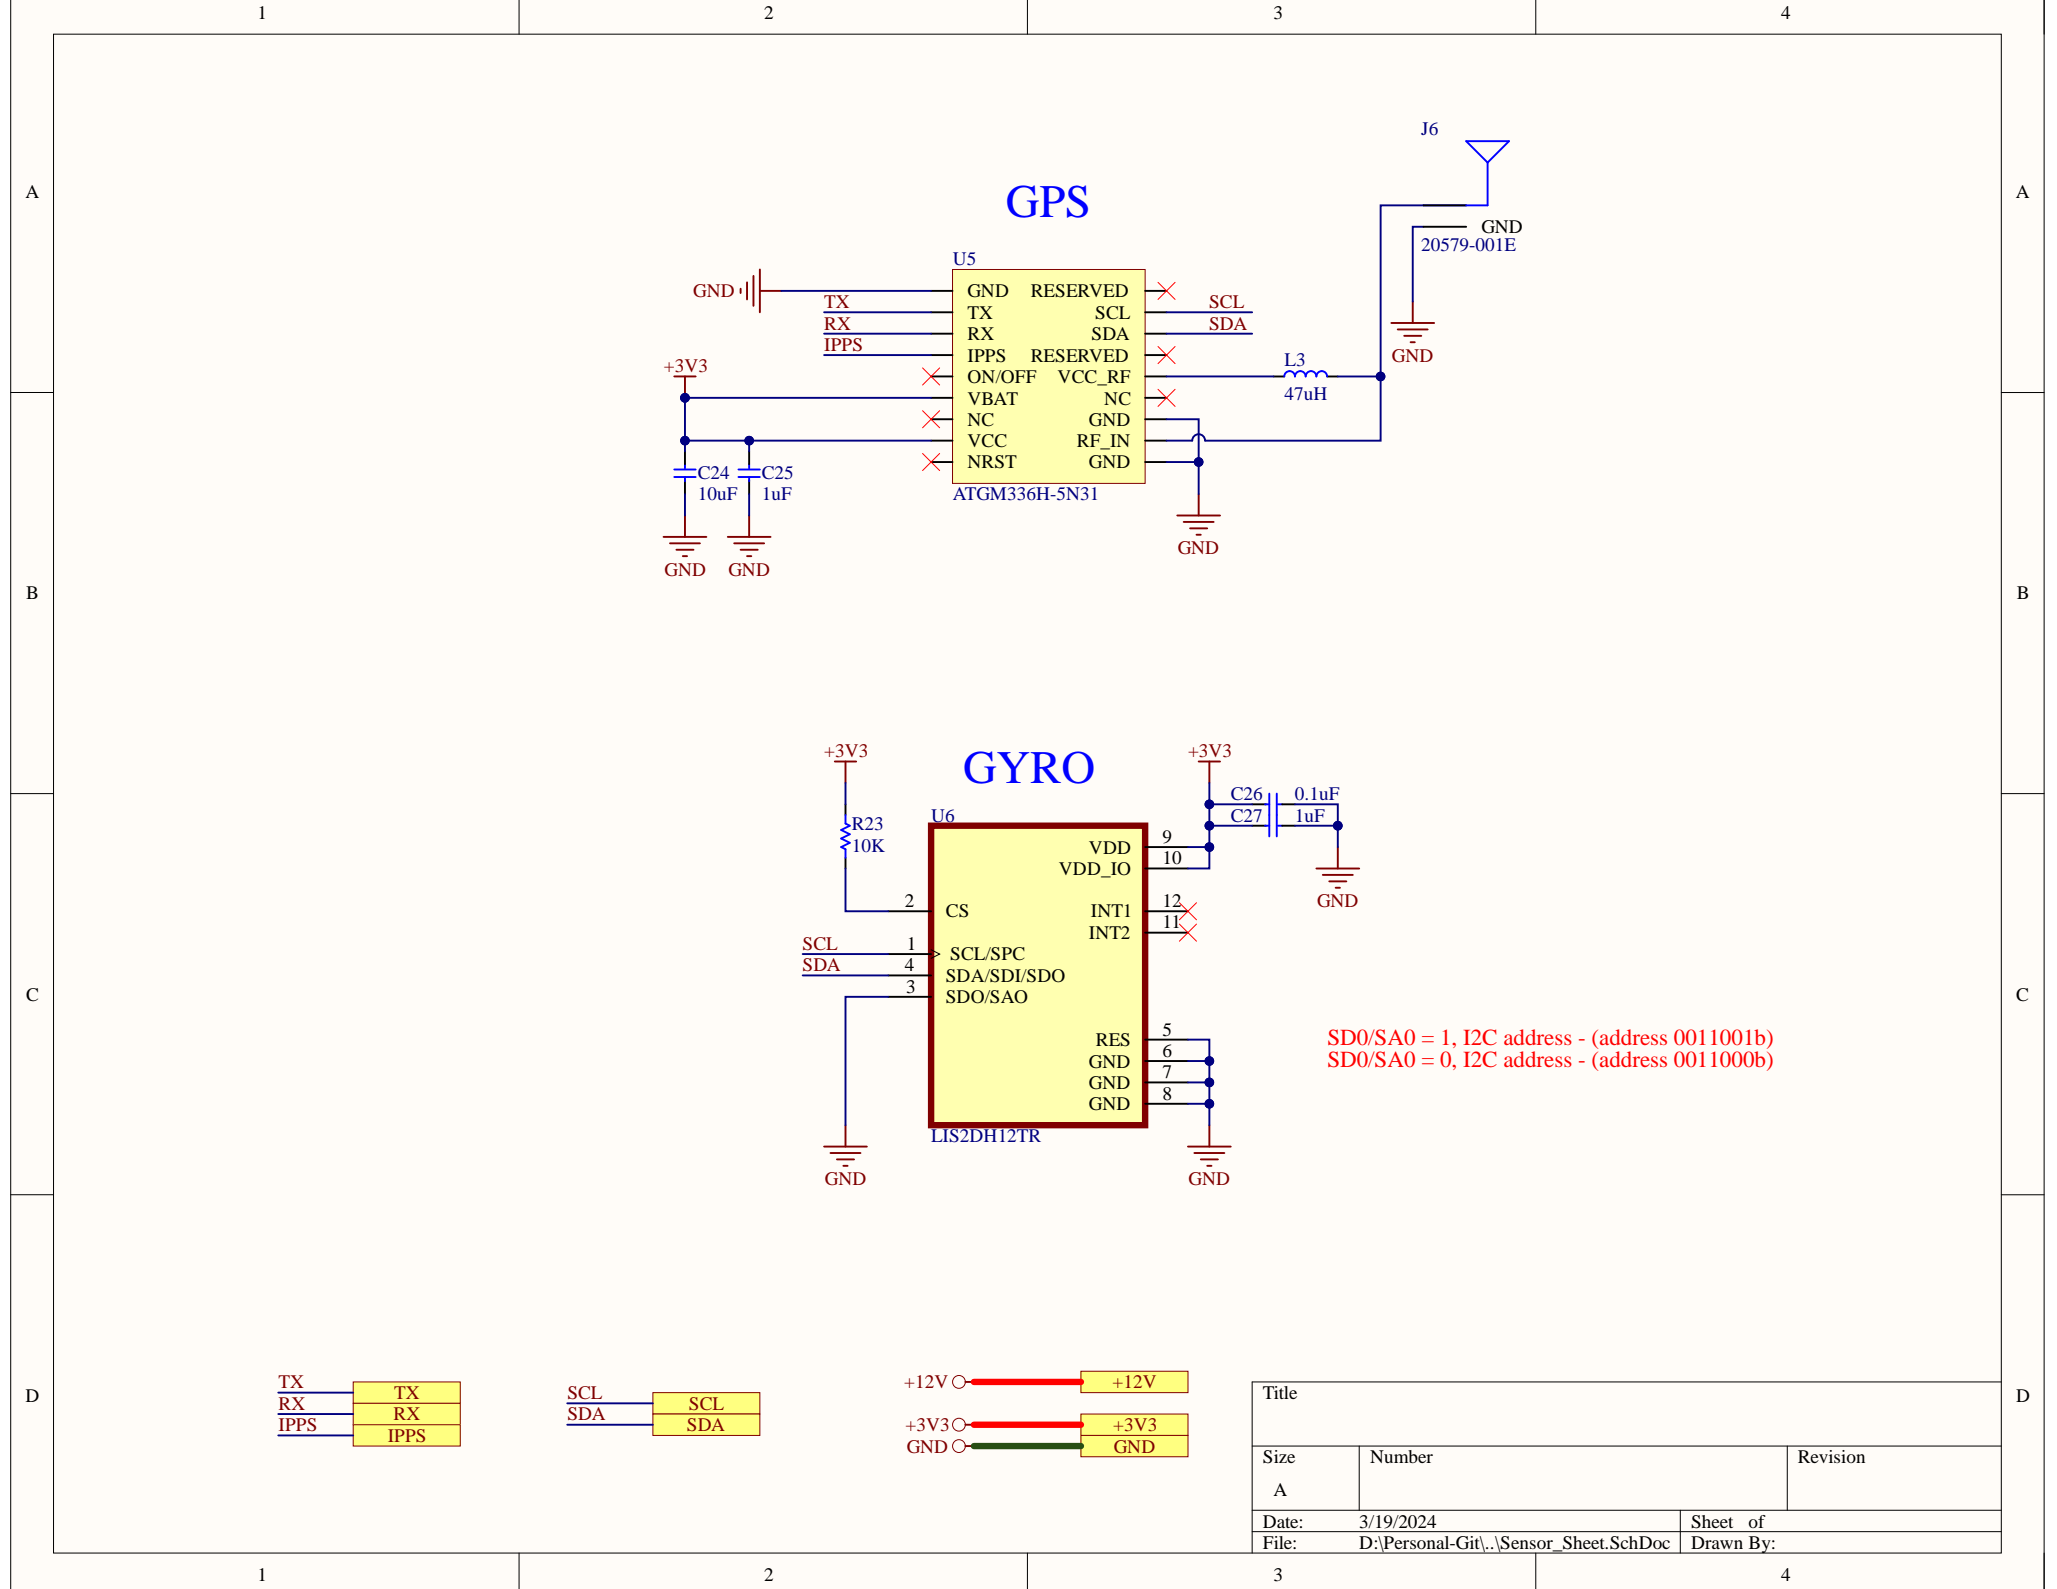 1 2 3 4
A A
B B
C C
D D
GPS
J6
GND
20579-001E
GND
U5
GND
TX
RX
IPPS
GND RESERVED
TX SCL
RX SDA
IPPS RESERVED
ON/OFF VCC_RF
VBAT NC
NC GND
VCC RF_IN
NRST GND
ATGM336H-5N31
SCL
SDA
L3
47uH
+3V3
C24
10uF
C25
1uF
GND GND
GND
GYRO
+3V3
R23
10K
+3V3
C26 0.1uF
C27 1uF
GND
U6
VDD 9
VDD_IO 10
2 CS
INT1 12
INT2 11
SCL 1 SCL/SPC
SDA 4 SDA/SDI/SDO
3 SDO/SAO
RES 5
GND 6
GND 7
GND 8
LIS2DH12TR
GND GND
SD0/SA0 = 1, I2C address - (address 0011001b)
SD0/SA0 = 0, I2C address - (address 0011000b)
TX TX
RX RX
IPPS IPPS
SCL SCL
SDA SDA
+12V +12V
+3V3 +3V3
GND GND
Title
Size Number Revision
A
Date: 3/19/2024 Sheet of
File: D:\Personal-Git\..\Sensor_Sheet.SchDoc Drawn By:
1 2 3 4